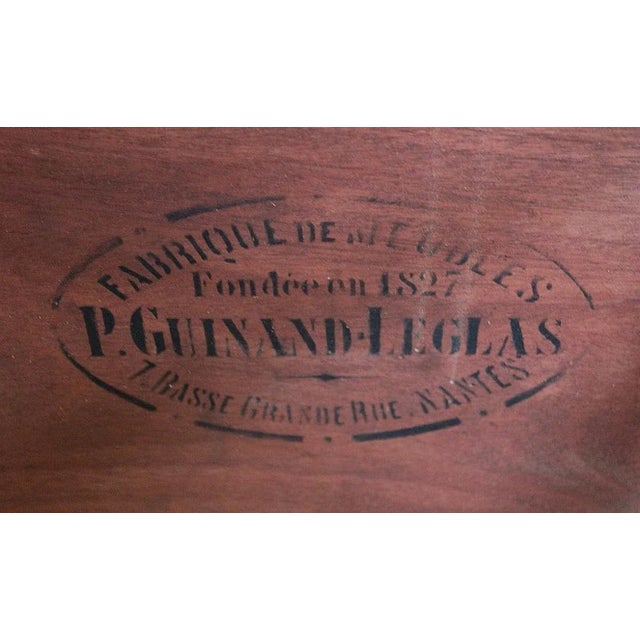 FABRIQUE DE MEUBLES
Fondée en 1827
P. GUINAND-LEGLAS
7. BASSE GRANDE RUE. NANTES